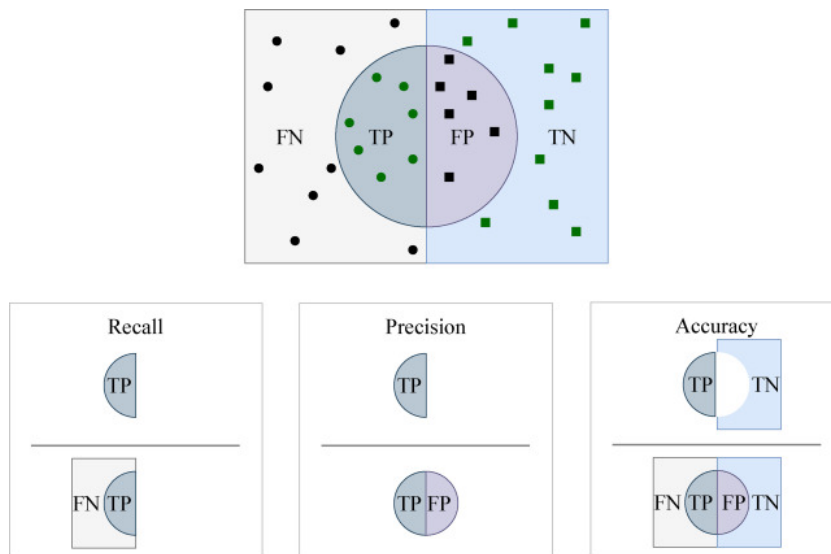 FN TP FP TN
Recall Precision Accuracy
TP TP TP TN
FN TP TP FP FN TP FP TN